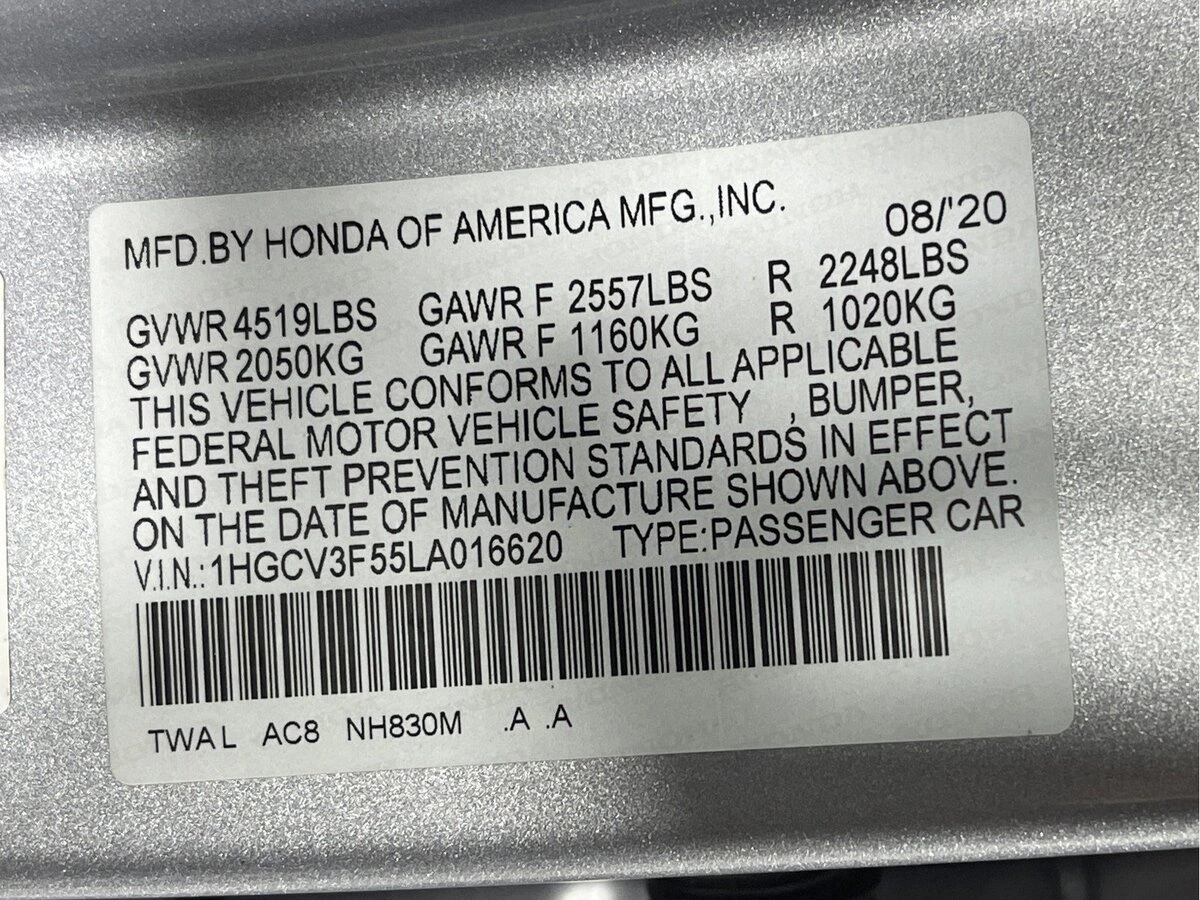 MFD.BY HONDA OF AMERICA MFG.,INC. 08/'20
GVWR 4519LBS GAWR F 2557LBS R 2248LBS
GVWR 2050KG GAWR F 1160KG R 1020KG
THIS VEHICLE CONFORMS TO ALL APPLICABLE
FEDERAL MOTOR VEHICLE SAFETY , BUMPER,
AND THEFT PREVENTION STANDARDS IN EFFECT
ON THE DATE OF MANUFACTURE SHOWN ABOVE.
V.I.N.: 1HGCV3F55LA016620 TYPE:PASSENGER CAR
TWAL AC8 NH830M .A .A